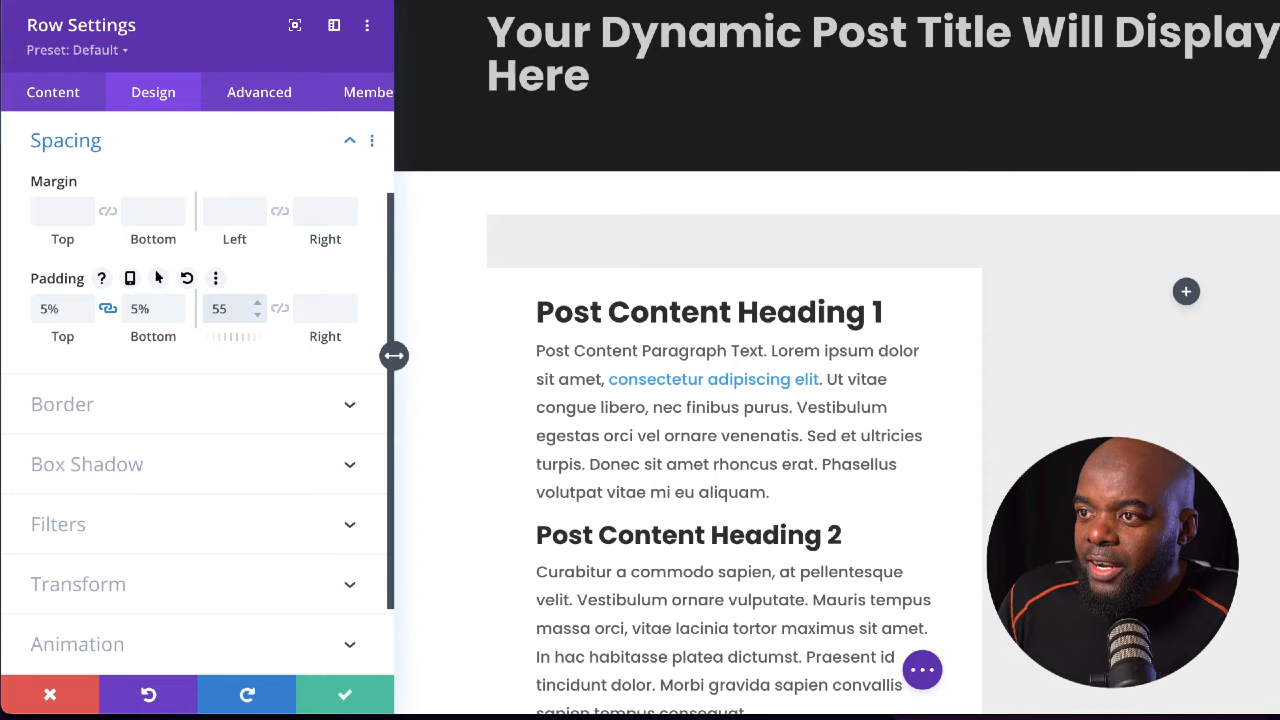 Row Settings
Preset: Default
Content
Design
Advanced
Membe
Spacing
Margin
Top
Bottom
Left
Right
Padding
?
5%
5%
55
Top
Bottom
Right
Border
Box Shadow
Filters
Transform
Animation
Your Dynamic Post Title Will Display
Here
Post Content Heading 1
Post Content Paragraph Text. Lorem ipsum dolor
sit amet, consectetur adipiscing elit. Ut vitae
congue libero, nec finibus purus. Vestibulum
egestas orci vel ornare venenatis. Sed et ultricies
turpis. Donec sit amet rhoncus erat. Phasellus
volutpat vitae mi eu aliquam.
Post Content Heading 2
Curabitur a commodo sapien, at pellentesque
velit. Vestibulum ornare vulputate. Mauris tempus
massa orci, vitae lacinia tortor maximus sit amet.
In hac habitasse platea dictumst. Praesent id
tincidunt dolor. Morbi gravida sapien convallis
sapien tempus consequat.